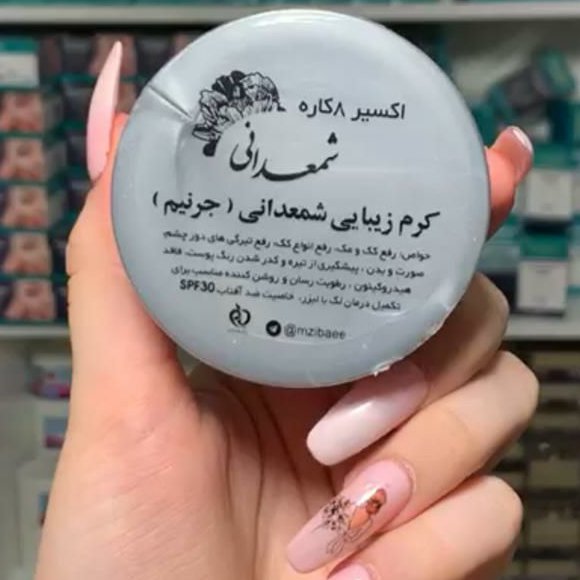 اکسیر ۸کاره
شمعدانی
کرم زیبایی شمعدانی ( جرنیم )
خواص: رفع کک و مک، رفع انواع لک، رفع تیرگی های دور چشم،
صورت و بدن ، پیشگیری از تیره و کدر شدن رنگ پوست، فاقد
هیدروکینون ، رطوبت رسان و روشن کننده مناسب برای
تکمیل درمان لک با لیزر، خاصیت ضد آفتاب SPF30
@mzibaee